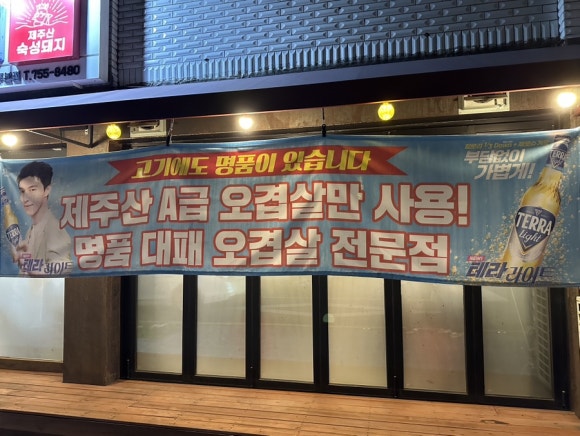 제주산
숙성돼지
T.755-8480
고기에도 명품이 있습니다
제주산 A급 오겹살만 사용!
명품 대패 오겹살 전문점
부담없이
가볍게!
TERRA
light
NEW!
테라 라이트
테라 라이트